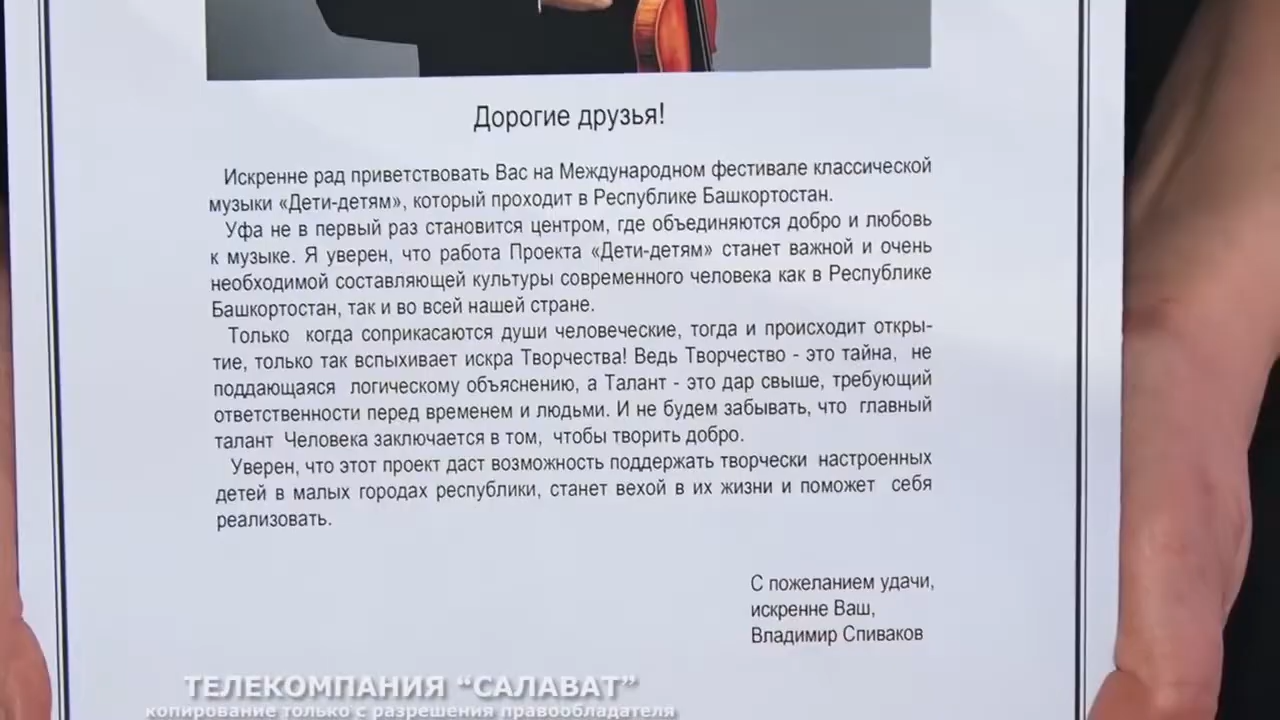 Дорогие друзья!
Искренне рад приветствовать Вас на Международном фестивале классической
музыки «Дети-детям», который проходит в Республике Башкортостан.
Уфа не в первый раз становится центром, где объединяются добро и любовь
к музыке. Я уверен, что работа Проекта «Дети-детям» станет важной и очень
необходимой составляющей культуры современного человека как в Республике
Башкортостан, так и во всей нашей стране.
Только когда соприкасаются души человеческие, тогда и происходит откры-
тие, только так вспыхивает искра Творчества! Ведь Творчество - это тайна, не
поддающаяся логическому объяснению, а Талант - это дар свыше, требующий
ответственности перед временем и людьми. И не будем забывать, что главный
талант Человека заключается в том, чтобы творить добро.
Уверен, что этот проект даст возможность поддержать творчески настроенных
детей в малых городах республики, станет вехой в их жизни и поможет себя
реализовать.
С пожеланием удачи,
искренне Ваш,
Владимир Спиваков
ТЕЛЕКОМПАНИЯ “САЛАВАТ”
копирование только с разрешения правообладателя